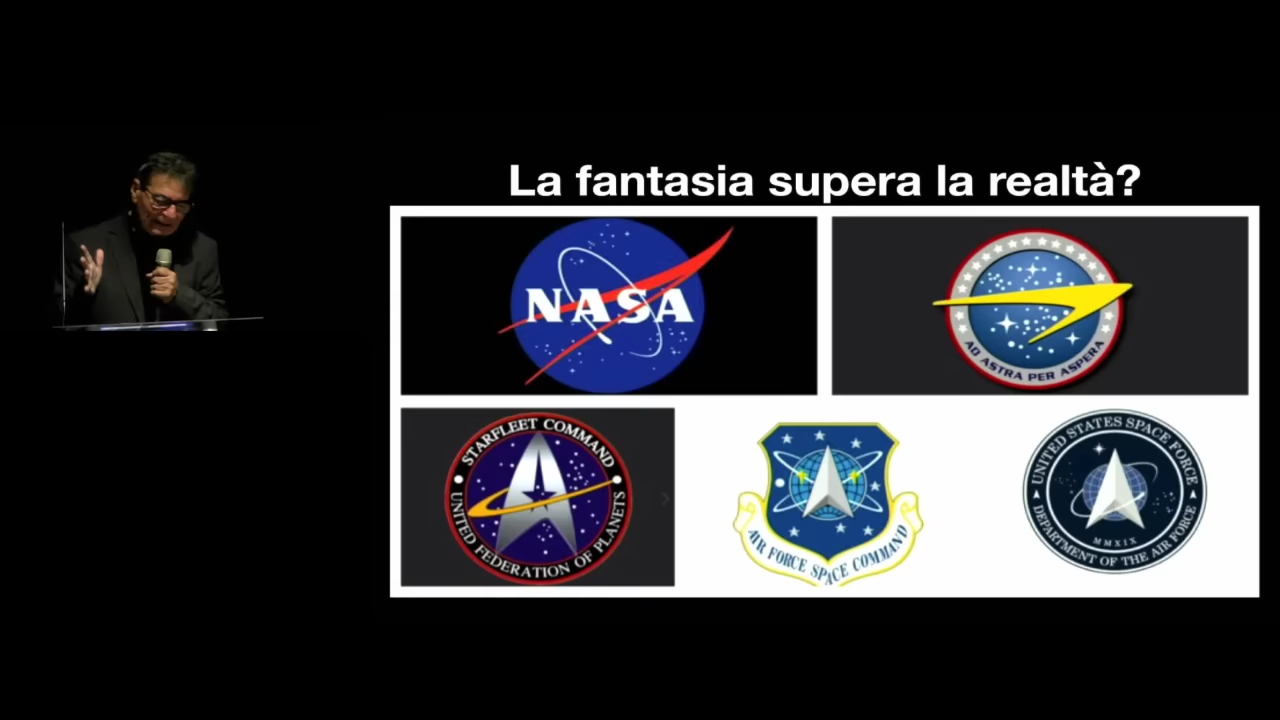 La fantasia supera la realtà?
NASA
AD ASTRA PER ASPERA
STARFLEET COMMAND
UNITED FEDERATION OF PLANETS
AIR FORCE SPACE COMMAND
UNITED STATES SPACE FORCE
MMXIX
DEPARTMENT OF THE AIR FORCE